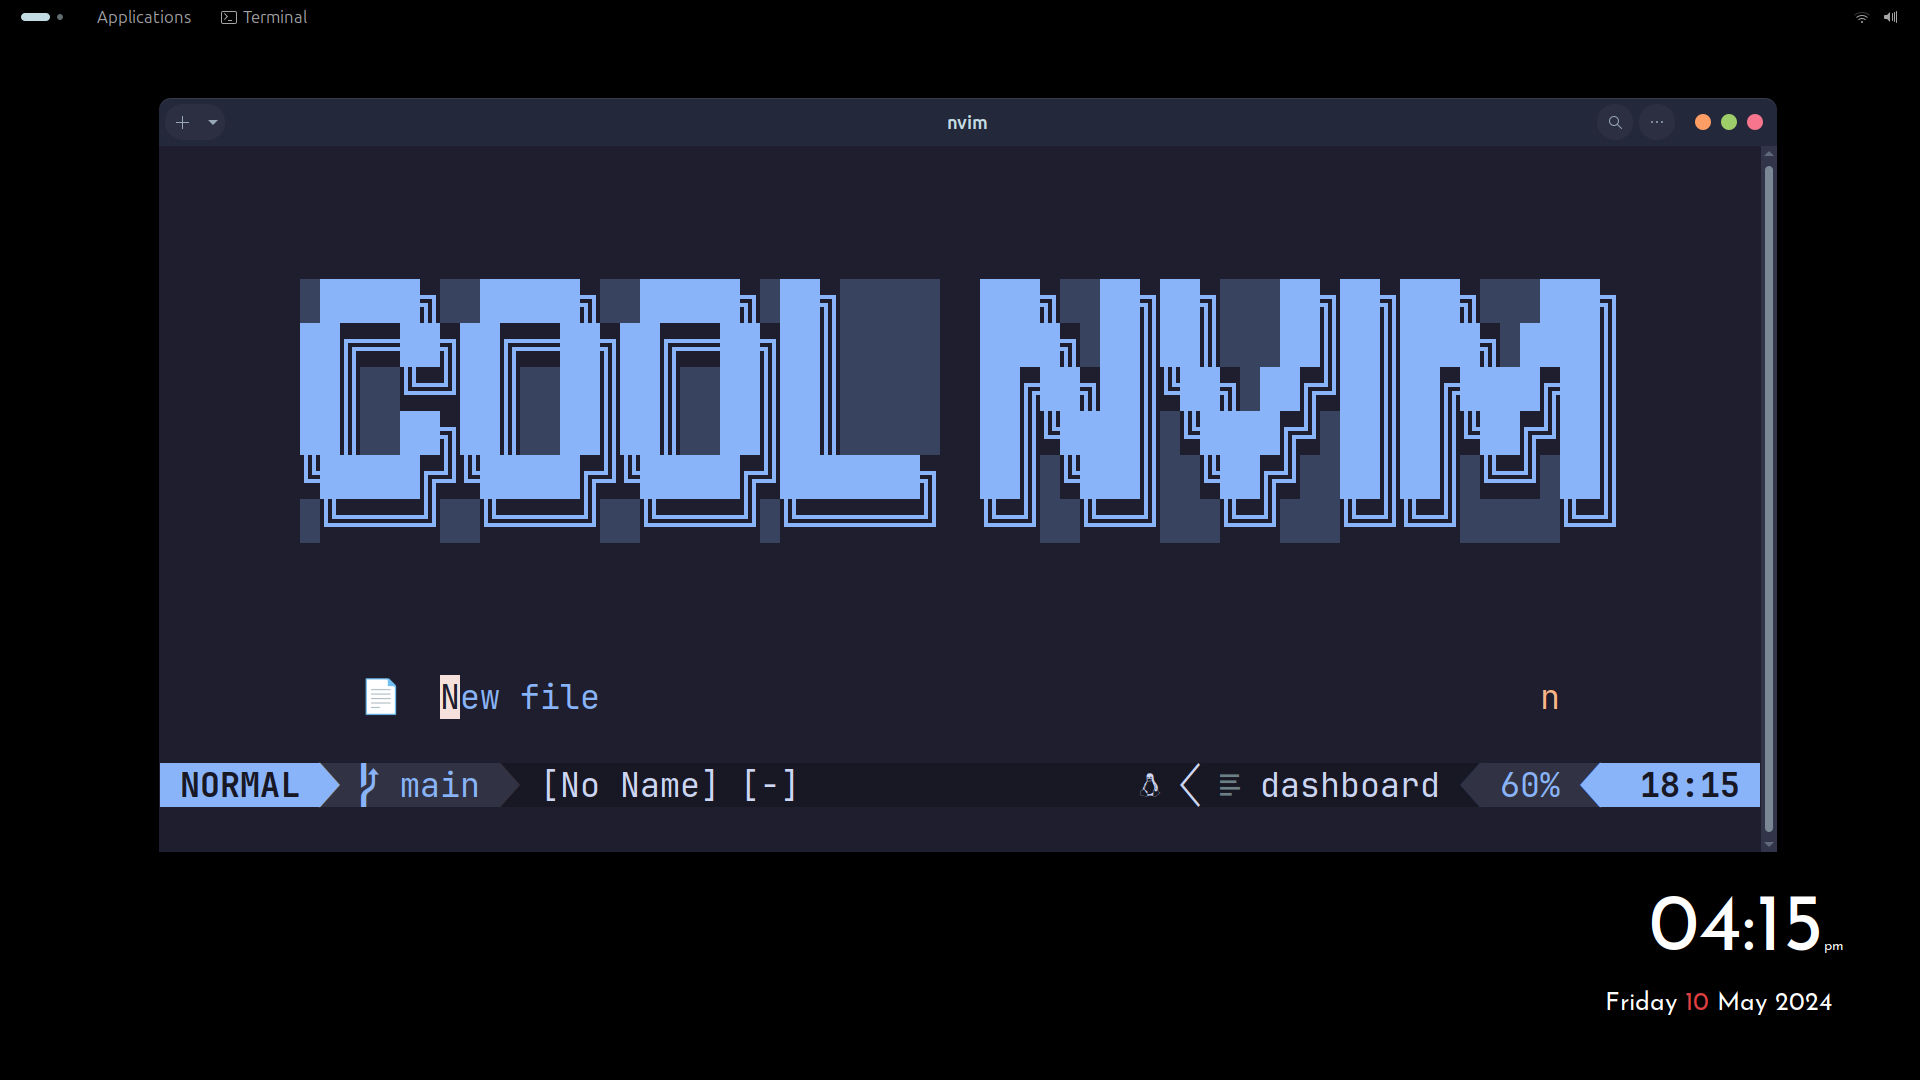 Applications Terminal
nvim
COOL NVIM
New file n
NORMAL main [No Name] [-] dashboard 60% 18:15
04:15 pm
Friday 10 May 2024